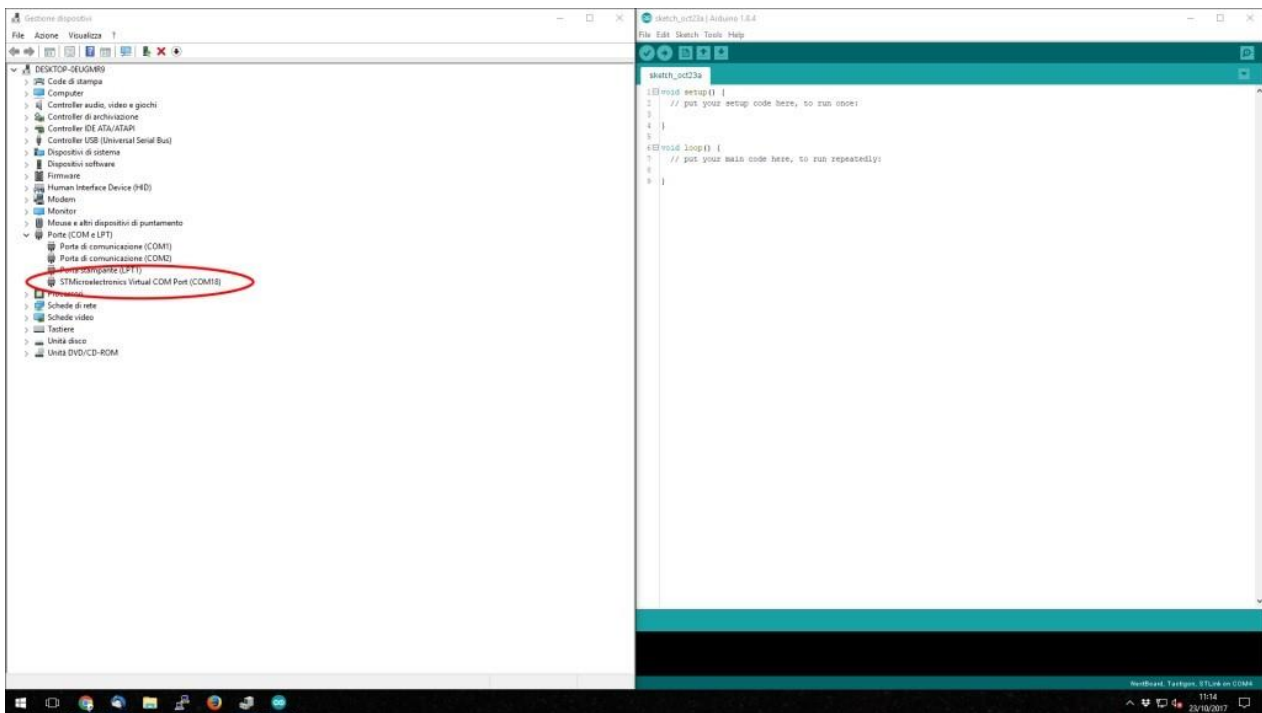 Gestione dispositivi
File Azione Visualizza ?
DESKTOP-0EUGMR9
Code di stampa
Computer
Controller audio, video e giochi
Controller di archiviazione
Controller IDE ATA/ATAPI
Controller USB (Universal Serial Bus)
Dispositivi di sistema
Dispositivi software
Firmware
Human Interface Device (HID)
Modem
Monitor
Mouse e altri dispositivi di puntamento
Porte (COM e LPT)
Porta di comunicazione (COM1)
Porta di comunicazione (COM2)
Porta stampante (LPT1)
STMicroelectronics Virtual COM Port (COM18)
Processori
Schede di rete
Schede video
Tastiere
Unità disco
Unità DVD/CD-ROM
sketch_oct23a | Arduino 1.8.4
File Edit Sketch Tools Help
sketch_oct23a
1 void setup() {
2 // put your setup code here, to run once:
3
4 }
5
6 void loop() {
7 // put your main code here, to run repeatedly:
8
9 }
STLink on COM4
11:14
23/10/2017